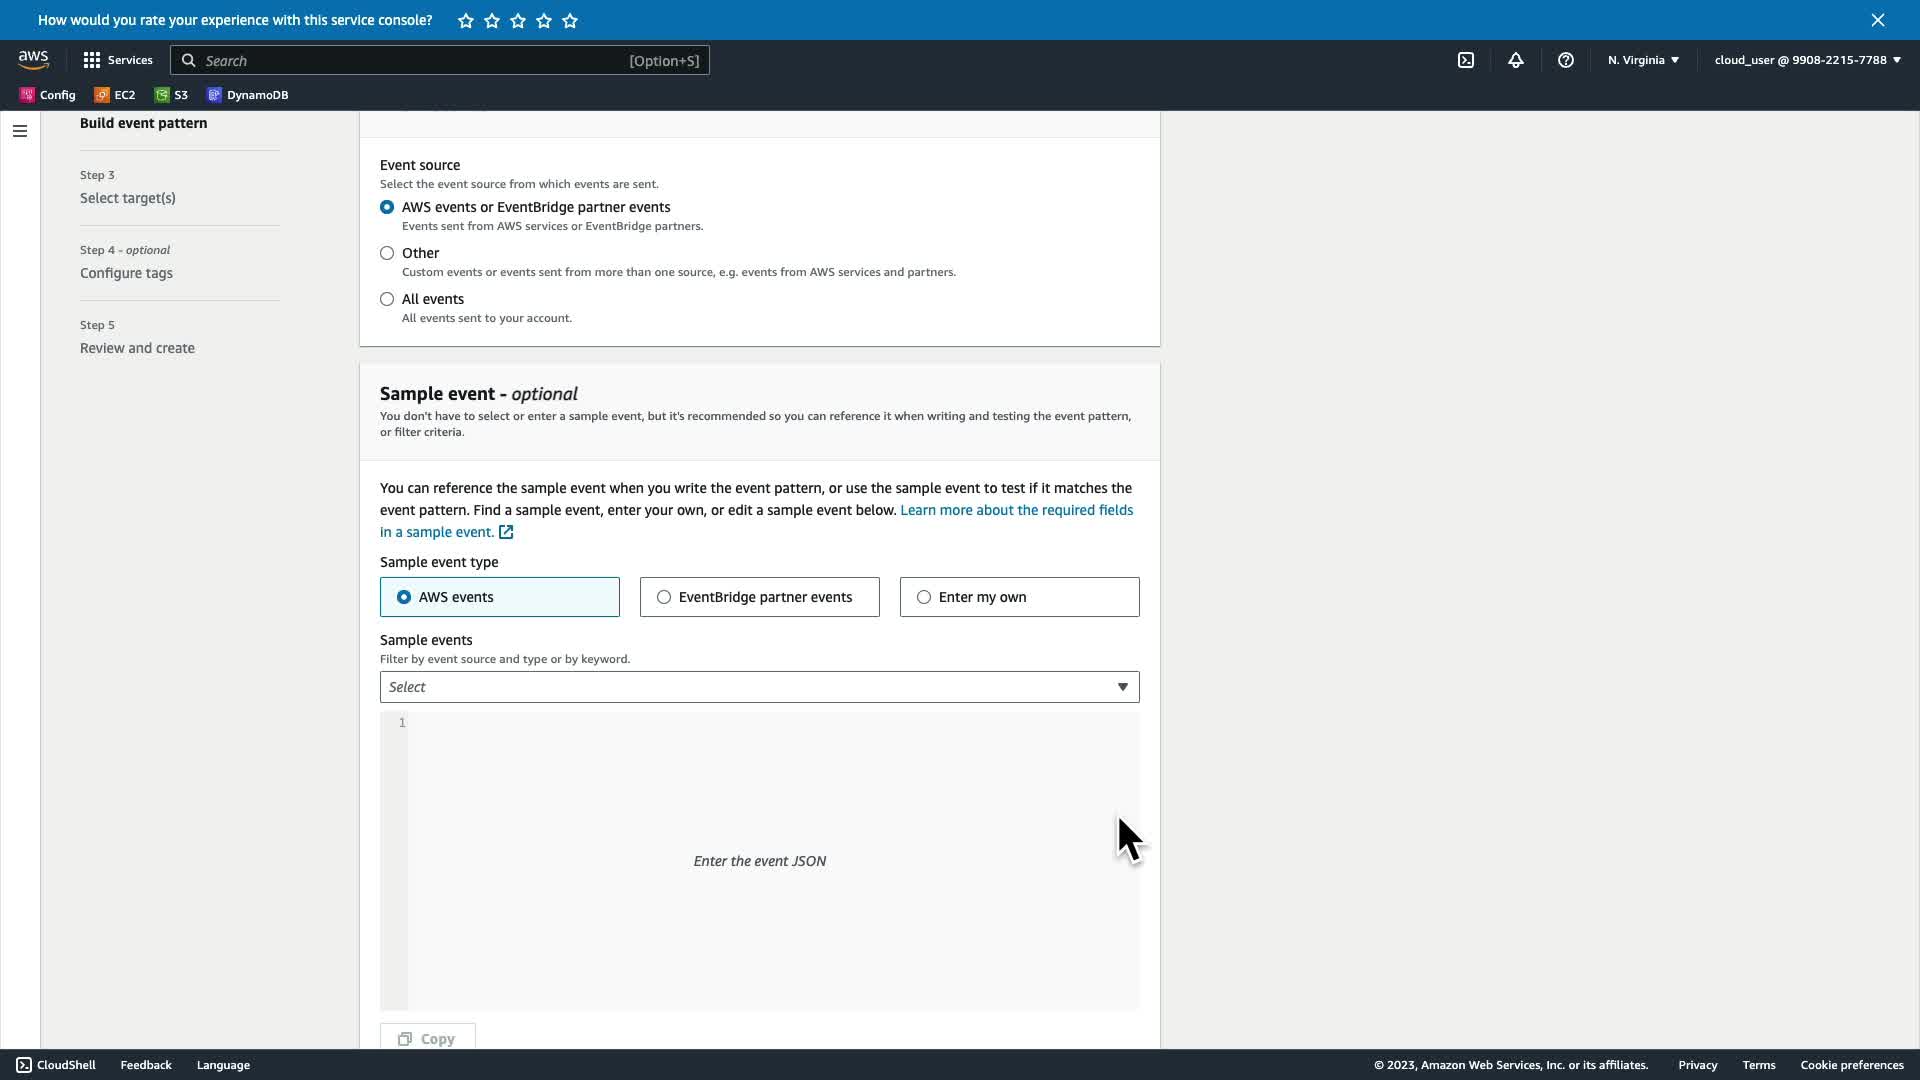 How would you rate your experience with this service console?
aws
Services
Search
[Option+S]
N. Virginia
cloud_user @ 9908-2215-7788
Config
EC2
S3
DynamoDB
Build event pattern
Step 3
Select target(s)
Step 4 - optional
Configure tags
Step 5
Review and create
Event source
Select the event source from which events are sent.
AWS events or EventBridge partner events
Events sent from AWS services or EventBridge partners.
Other
Custom events or events sent from more than one source, e.g. events from AWS services and partners.
All events
All events sent to your account.
Sample event - optional
You don't have to select or enter a sample event, but it's recommended so you can reference it when writing and testing the event pattern,
or filter criteria.
You can reference the sample event when you write the event pattern, or use the sample event to test if it matches the
event pattern. Find a sample event, enter your own, or edit a sample event below. Learn more about the required fields
in a sample event.
Sample event type
AWS events
EventBridge partner events
Enter my own
Sample events
Filter by event source and type or by keyword.
Select
1
Enter the event JSON
Copy
CloudShell
Feedback
Language
© 2023, Amazon Web Services, Inc. or its affiliates.
Privacy
Terms
Cookie preferences